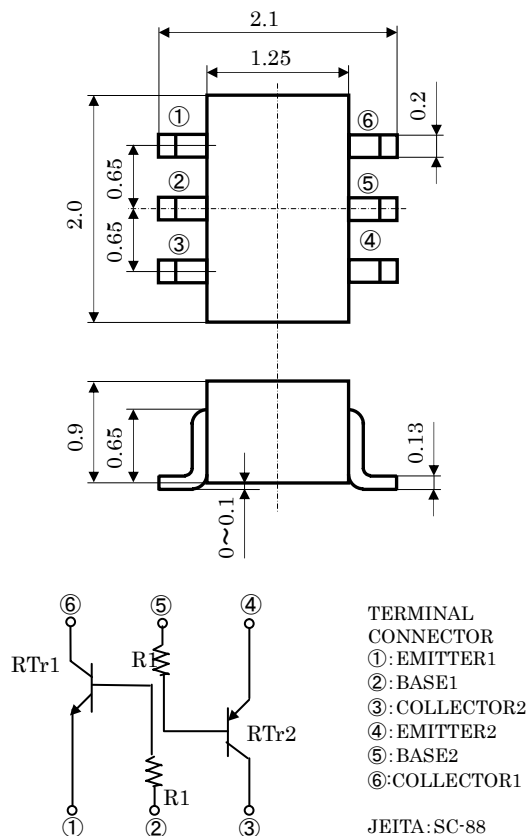 2.1
1.25
①
⑥
0.2
0.65
②
⑤
2.0
0.65
③
④
0.9
0.65
0.13
0~0.1
⑥
⑤
④
RTr1
R1
RTr2
R1
①
②
③
TERMINAL
CONNECTOR
①:EMITTER1
②:BASE1
③:COLLECTOR2
④:EMITTER2
⑤:BASE2
⑥:COLLECTOR1
JEITA:SC-88